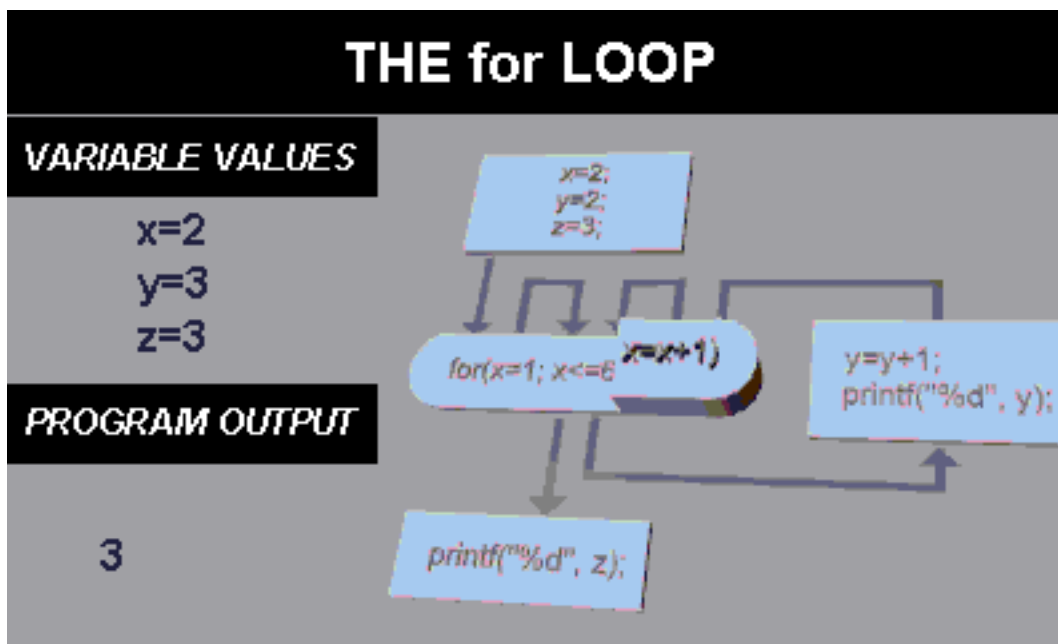 THE for LOOP
VARIABLE VALUES
x=2
y=3
z=3
PROGRAM OUTPUT
3
x=2;
y=2;
z=3;
for(x=1; x<=6 x=x+1)
y=y+1;
printf("%d", y);
printf("%d", z);